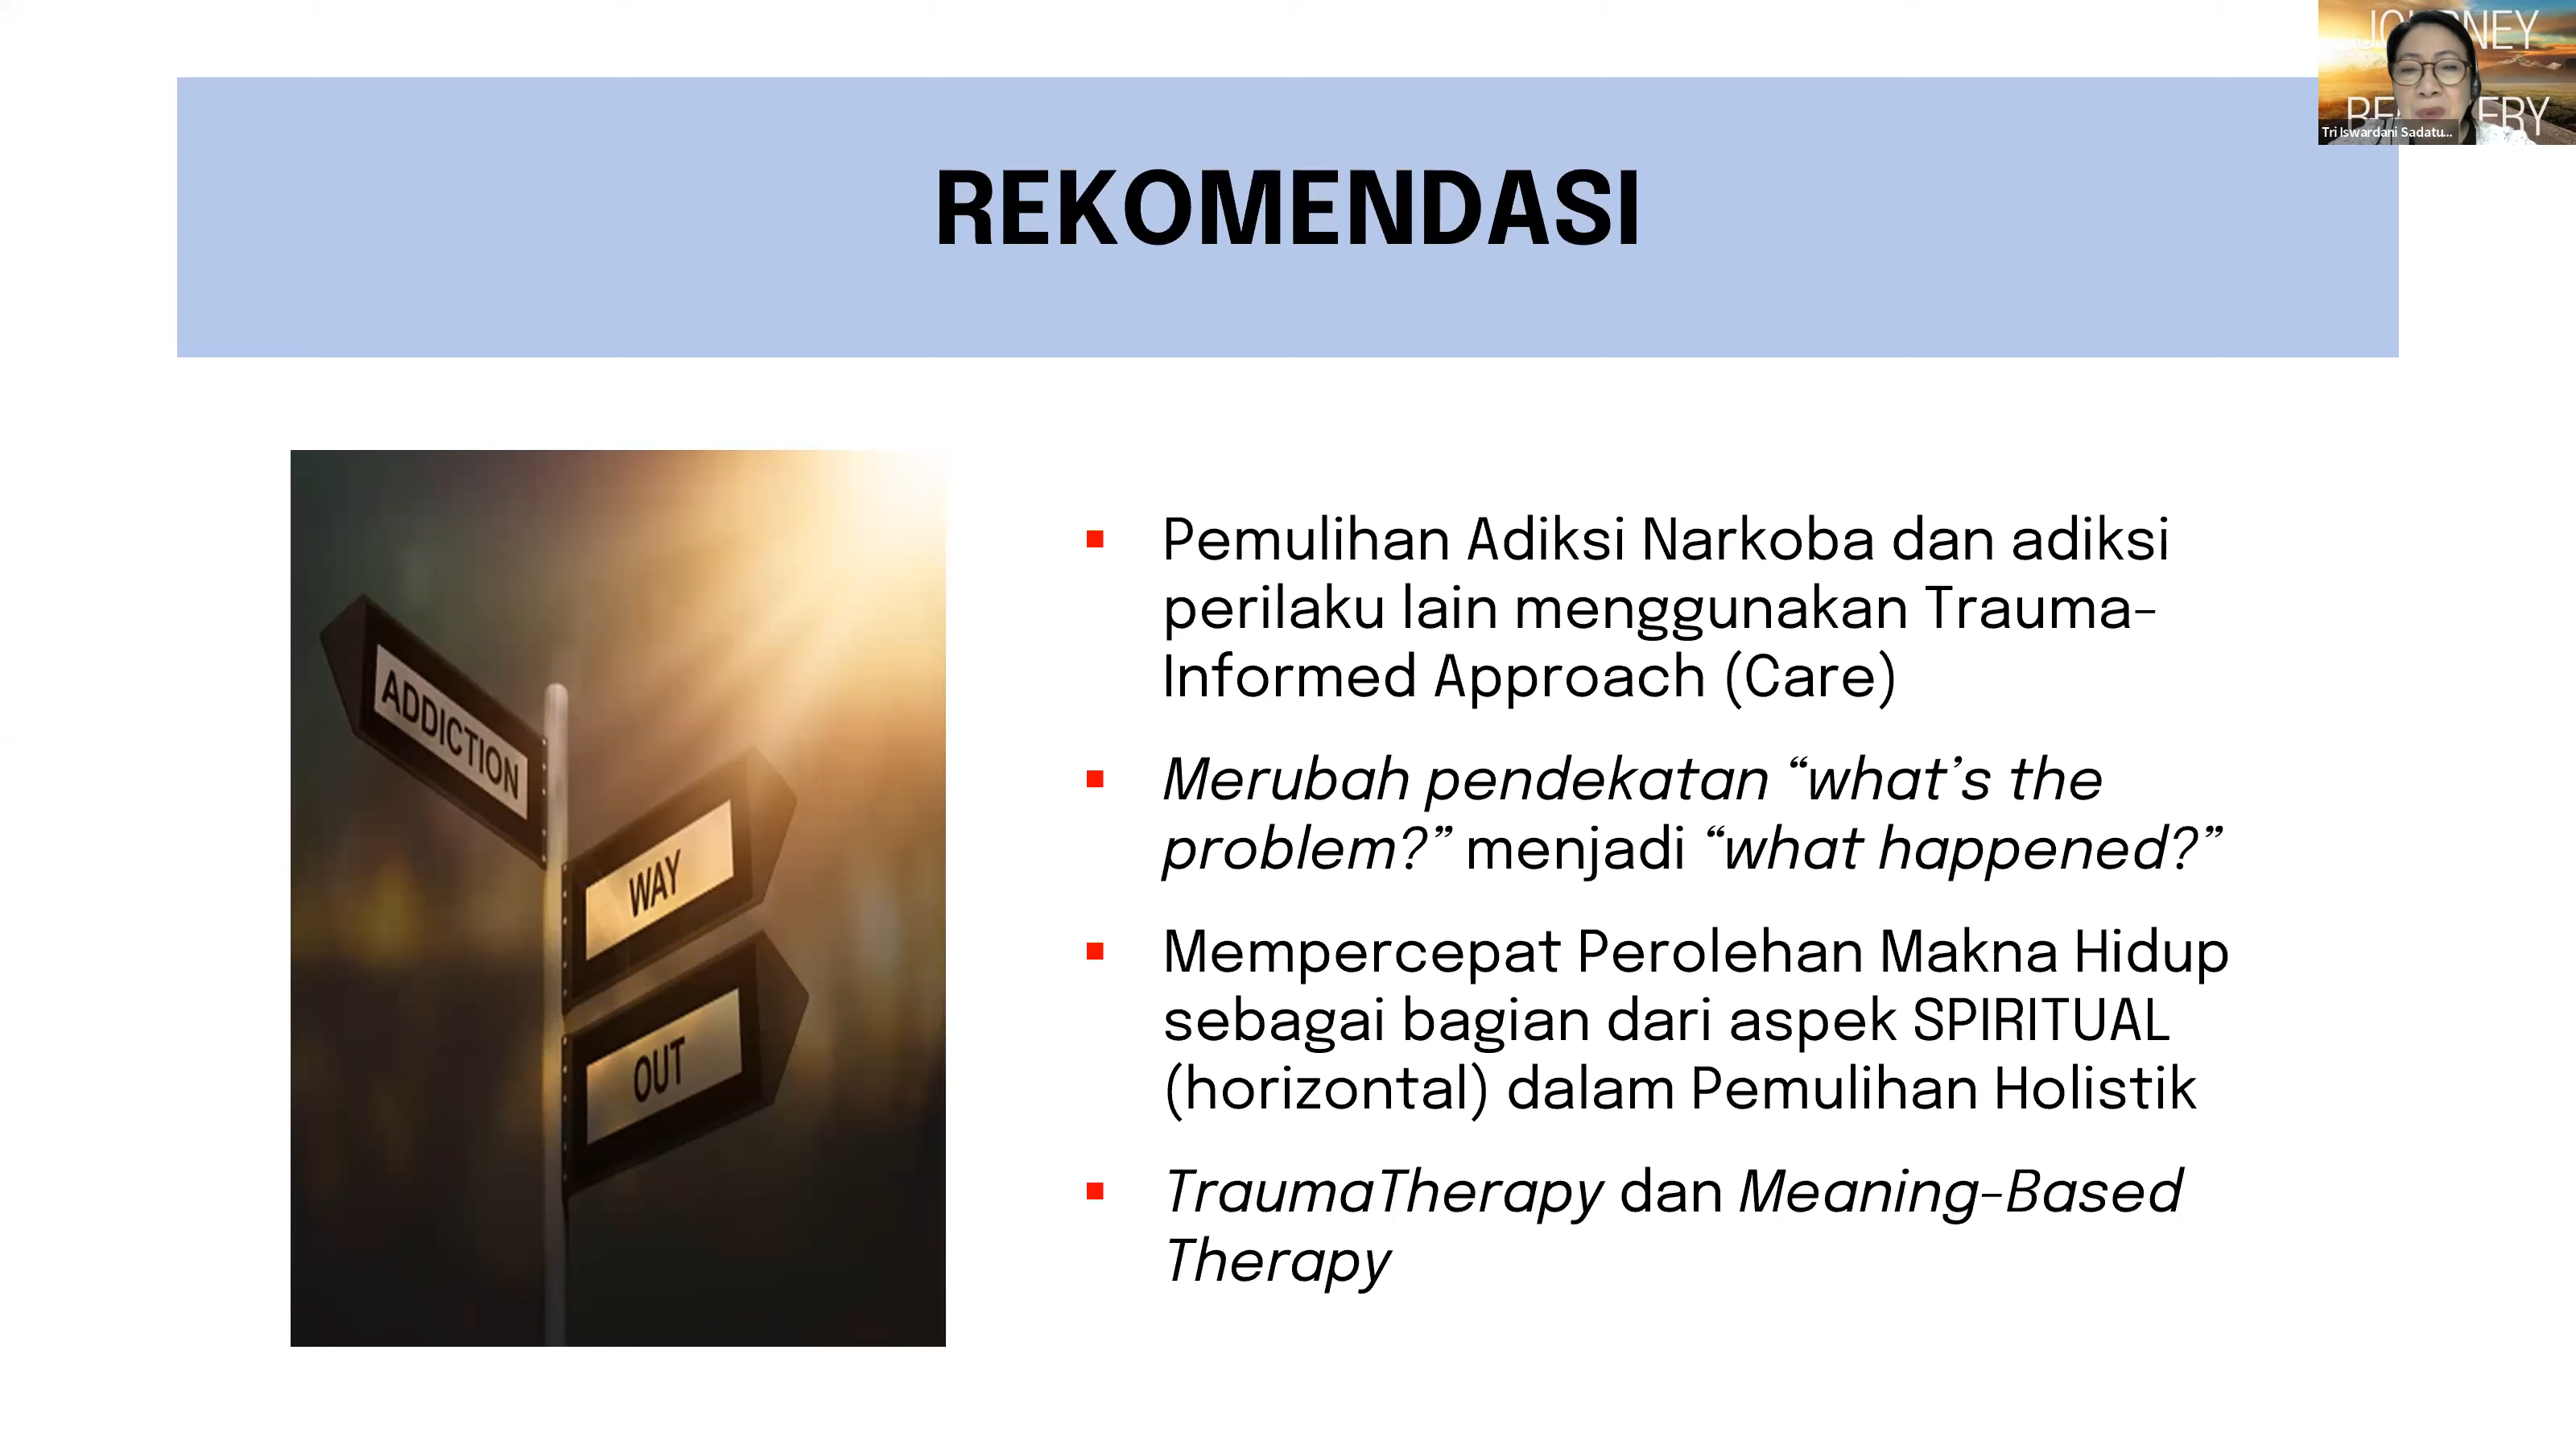 REKOMENDASI
Tri Iswardani Sadatu...
ADDICTION
WAY
OUT
▪ Pemulihan Adiksi Narkoba dan adiksi
perilaku lain menggunakan Trauma-
Informed Approach (Care)
▪ Merubah pendekatan “what’s the
problem?” menjadi “what happened?”
▪ Mempercepat Perolehan Makna Hidup
sebagai bagian dari aspek SPIRITUAL
(horizontal) dalam Pemulihan Holistik
▪ TraumaTherapy dan Meaning-Based
Therapy